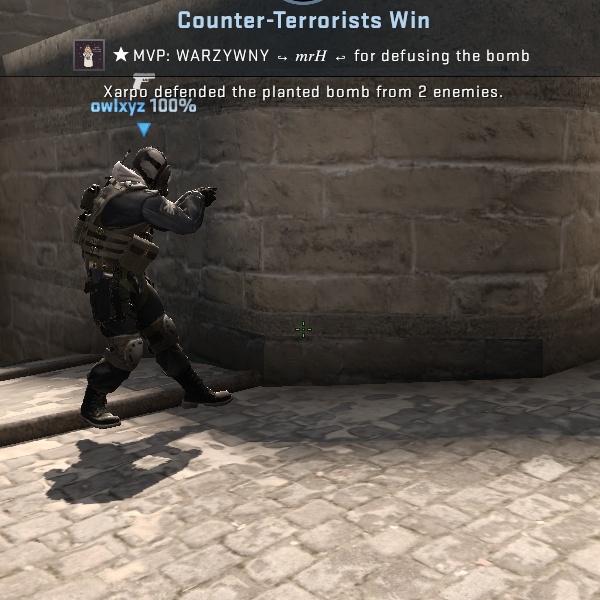 Counter-Terrorists Win
★MVP: WARZYWNY ↪ mrH ↩ for defusing the bomb
Xarpo defended the planted bomb from 2 enemies.
owlxyz 100%